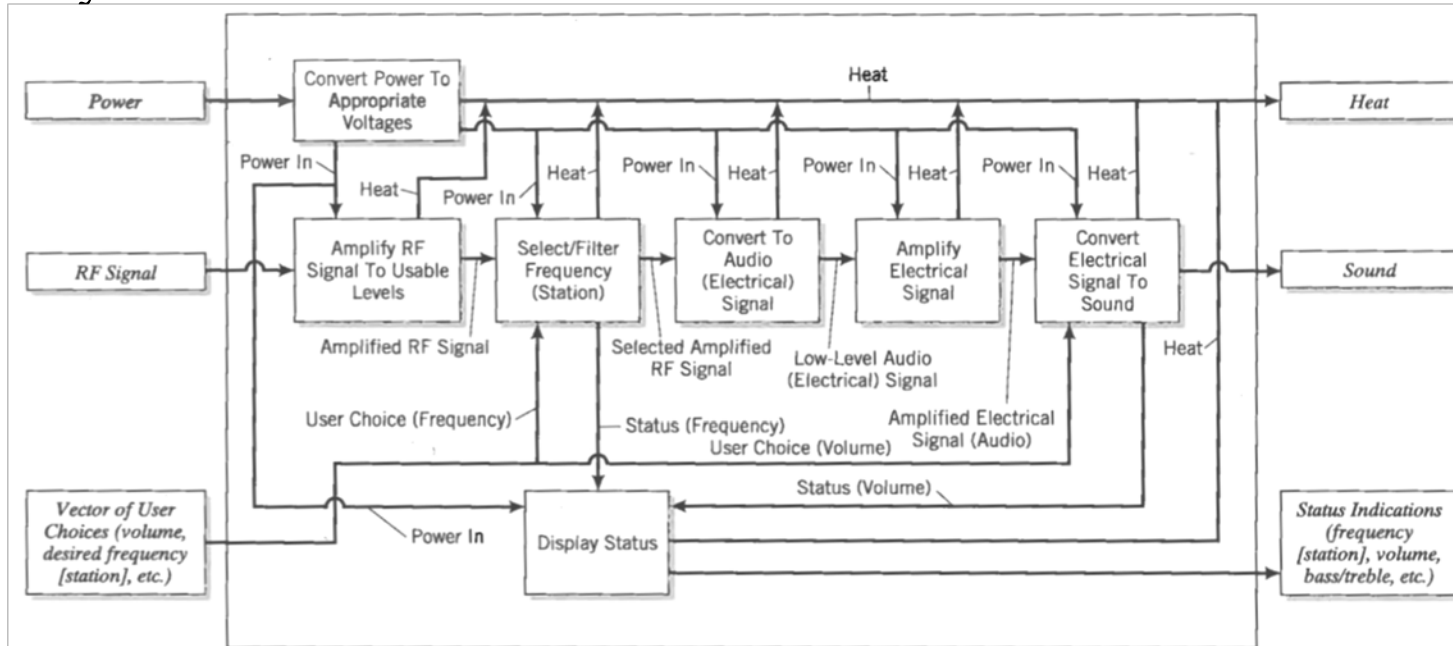 Convert Power To
Appropriate
Voltages
Heat
Power
Heat
Power In
Heat
Power In
Heat
Power In
Heat
Power In
Heat
Power In
Heat
RF Signal
Amplify RF
Signal To Usable
Levels
Select/Filter
Frequency
(Station)
Convert To
Audio
(Electrical)
Signal
Amplify
Electrical
Signal
Convert
Electrical
Signal To
Sound
Sound
Amplified RF Signal
Selected Amplified
RF Signal
Low-Level Audio
(Electrical) Signal
Heat
User Choice (Frequency)
Status (Frequency)
User Choice (Volume)
Amplified Electrical
Signal (Audio)
Vector of User
Choices (volume,
desired frequency
[station], etc.)
Power In
Display Status
Status (Volume)
Status Indications
(frequency
[station], volume,
bass/treble, etc.)